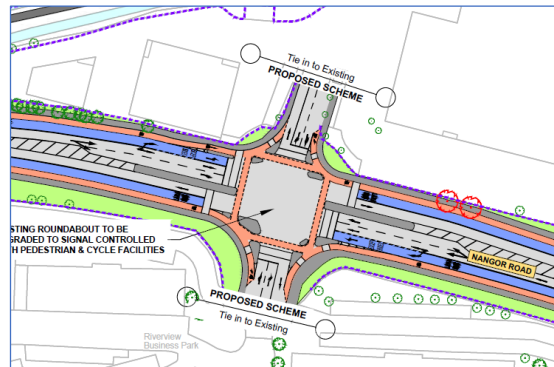 Tie in to Existing
PROPOSED SCHEME
STING ROUNDABOUT TO BE
GRADED TO SIGNAL CONTROLLED
H PEDESTRIAN & CYCLE FACILITIES
NANGOR ROAD
PROPOSED SCHEME
Tie in to Existing
Riverview
Business Park